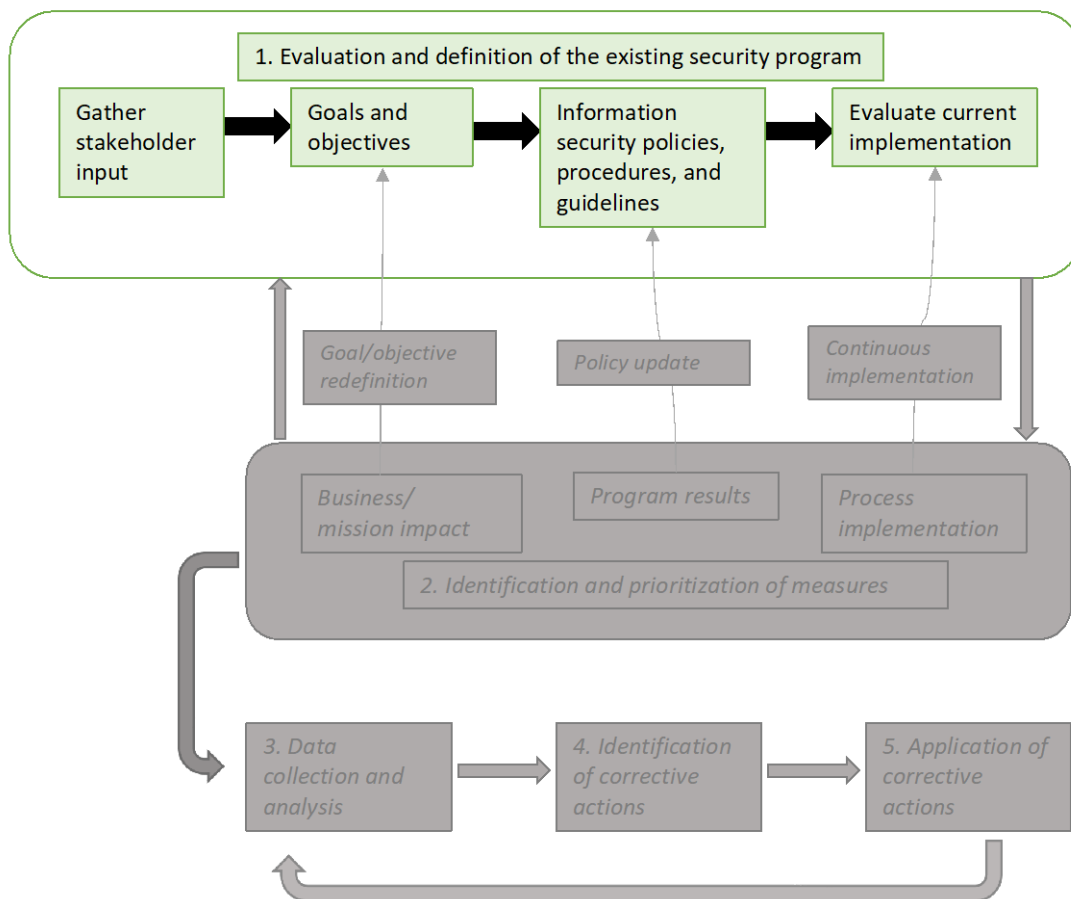 1. Evaluation and definition of the existing security program
Gather
stakeholder
input
Goals and
objectives
Information
security policies,
procedures, and
guidelines
Evaluate current
implementation
Goal/objective
redefinition
Policy update
Continuous
implementation
Business/
mission impact
Program results
Process
implementation
2. Identification and prioritization of measures
3. Data
collection and
analysis
4. Identification
of corrective
actions
5. Application of
corrective
actions